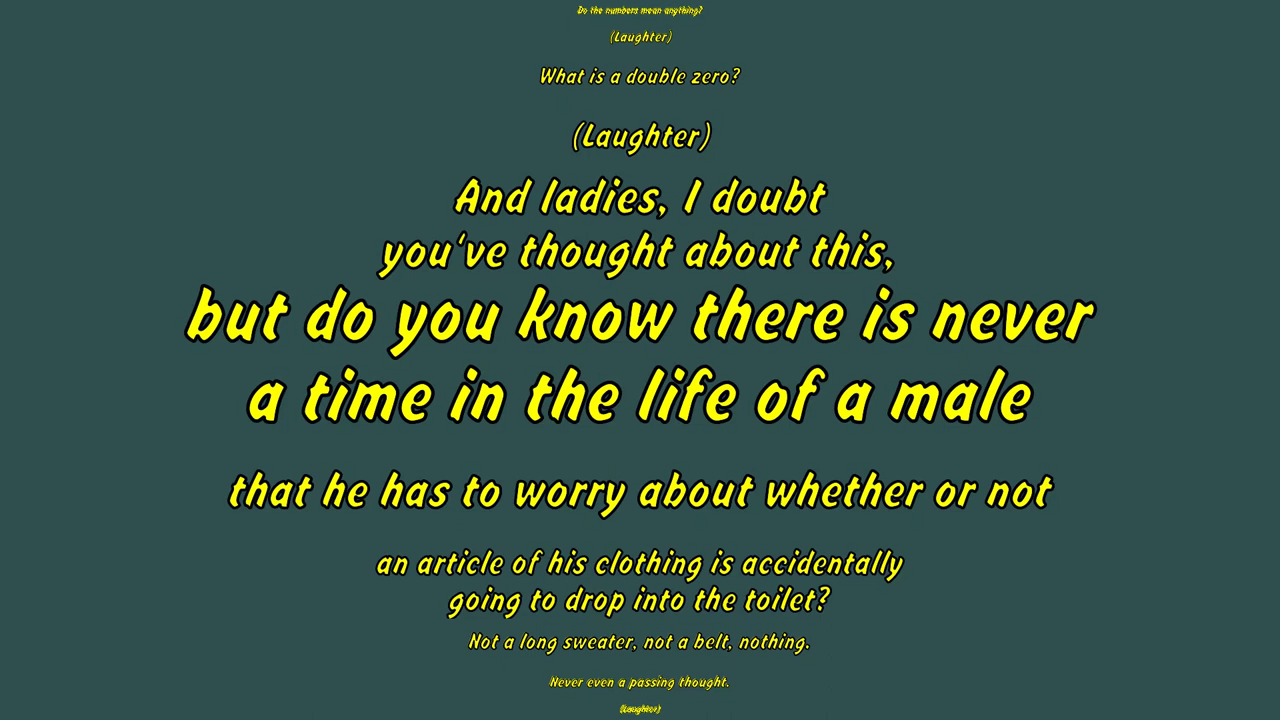 Do the numbers mean anything?
(Laughter)
What is a double zero?
(Laughter)
And ladies, I doubt
you've thought about this,
but do you know there is never
a time in the life of a male
that he has to worry about whether or not
an article of his clothing is accidentally
going to drop into the toilet?
Not a long sweater, not a belt, nothing.
Never even a passing thought.
(Laughter)